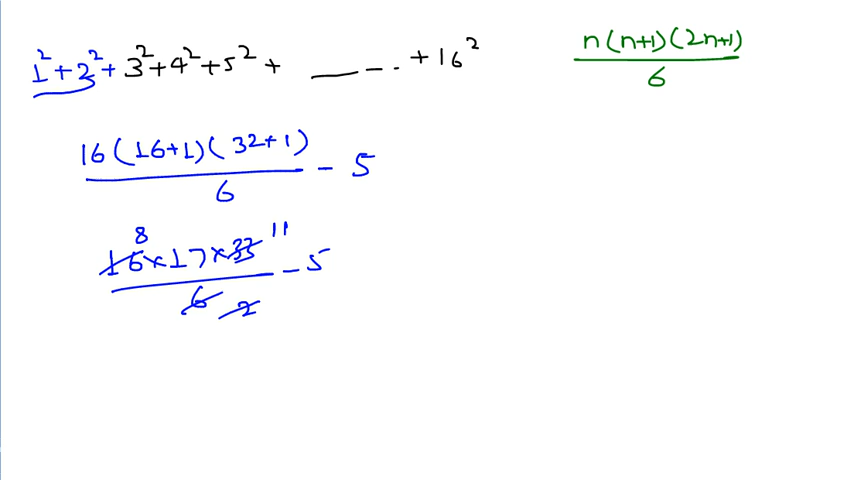 1² + 2² + 3² + 4² + 5² + ___ -- . + 16²
n(n+1)(2n+1)
6
16(16+1)(32+1)
6
- 5
8 11
16 × 17 × 33
6 2
- 5